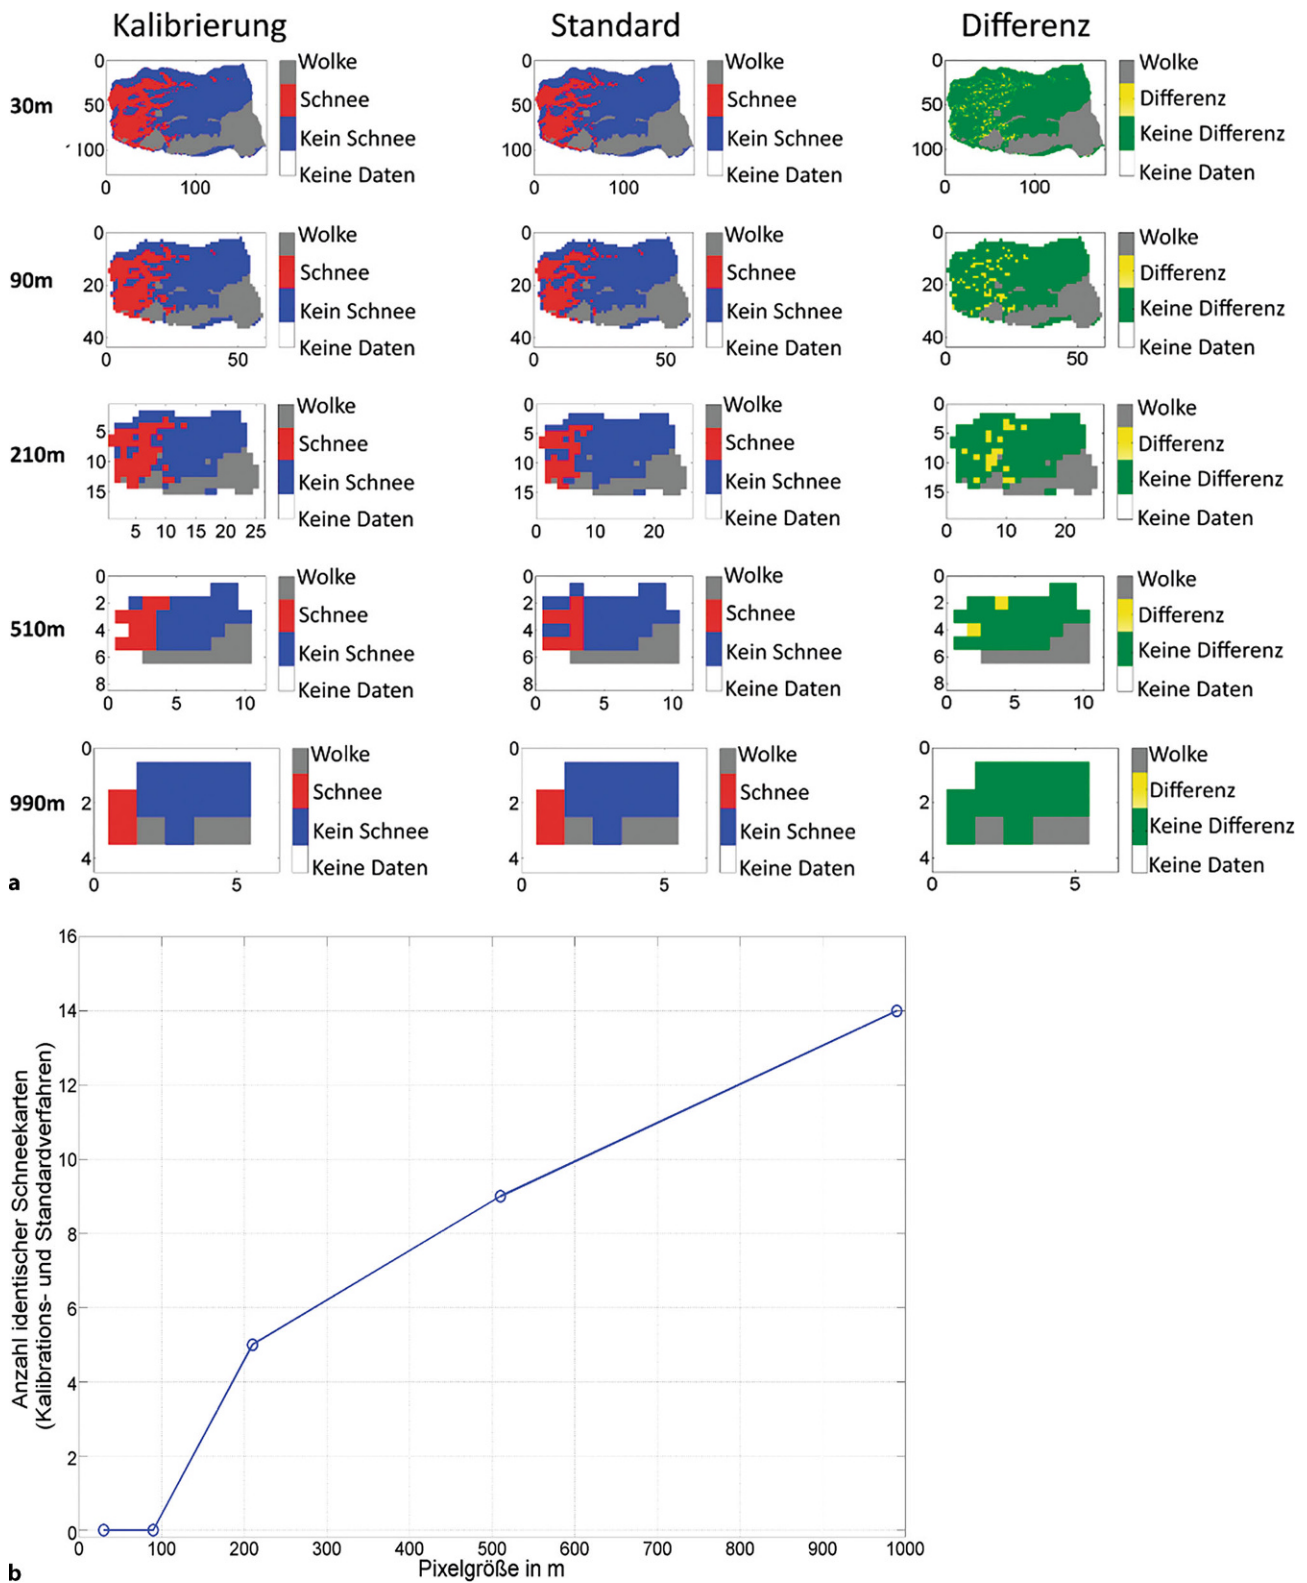 Kalibrierung Standard Differenz
30m
0
50
100
0 100
Wolke
Schnee
Kein Schnee
Keine Daten
0
50
100
0 100
Wolke
Schnee
Kein Schnee
Keine Daten
0
50
100
0 100
Wolke
Differenz
Keine Differenz
Keine Daten
90m
0
20
40
0 50
Wolke
Schnee
Kein Schnee
Keine Daten
0
20
40
0 50
Wolke
Schnee
Kein Schnee
Keine Daten
0
20
40
0 50
Wolke
Differenz
Keine Differenz
Keine Daten
210m
5
10
15
5 10 15 20 25
Wolke
Schnee
Kein Schnee
Keine Daten
0
5
10
15
0 10 20
Wolke
Schnee
Kein Schnee
Keine Daten
0
5
10
15
0 10 20
Wolke
Differenz
Keine Differenz
Keine Daten
510m
0
2
4
6
8
0 5 10
Wolke
Schnee
Kein Schnee
Keine Daten
0
2
4
6
8
0 5 10
Wolke
Schnee
Kein Schnee
Keine Daten
0
2
4
6
8
0 5 10
Wolke
Differenz
Keine Differenz
Keine Daten
990m
0
2
4
0 5
Wolke
Schnee
Kein Schnee
Keine Daten
0
2
4
0 5
Wolke
Schnee
Kein Schnee
Keine Daten
0
2
4
0 5
Wolke
Differenz
Keine Differenz
Keine Daten
a
Anzahl identischer Schneekarten
(Kalibrations- und Standardverfahren)
16
14
12
10
8
6
4
2
0
0 100 200 300 400 500 600 700 800 900 1000
Pixelgröße in m
b